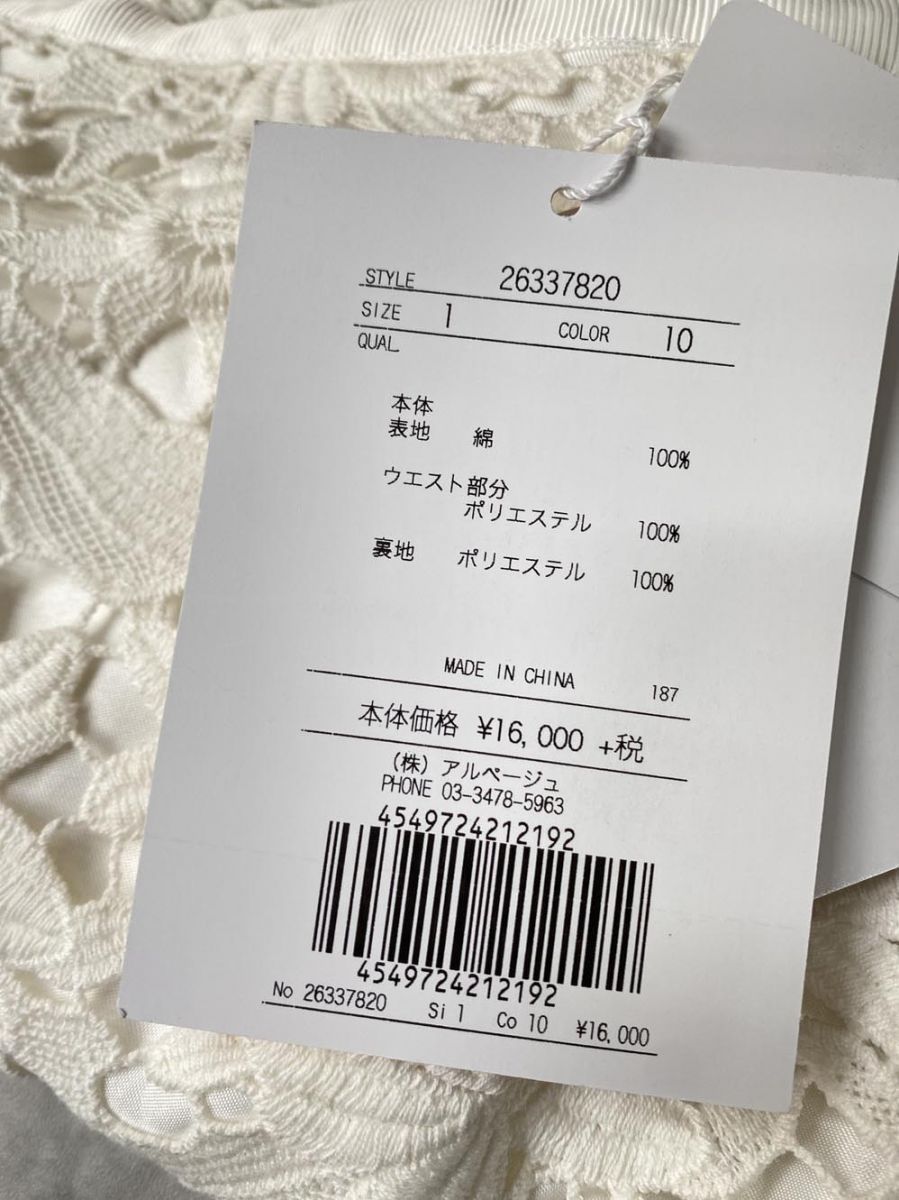 STYLE 26337820
SIZE 1 COLOR 10
QUAL
本体
表地 綿 100%
ウエスト部分
ポリエステル 100%
裏地 ポリエステル 100%
MADE IN CHINA 187
本体価格 ¥16,000 +税
(株) アルページュ
PHONE 03-3478-5963
4549724212192
4549724212192
No 26337820 Si 1 Co 10 ¥16,000